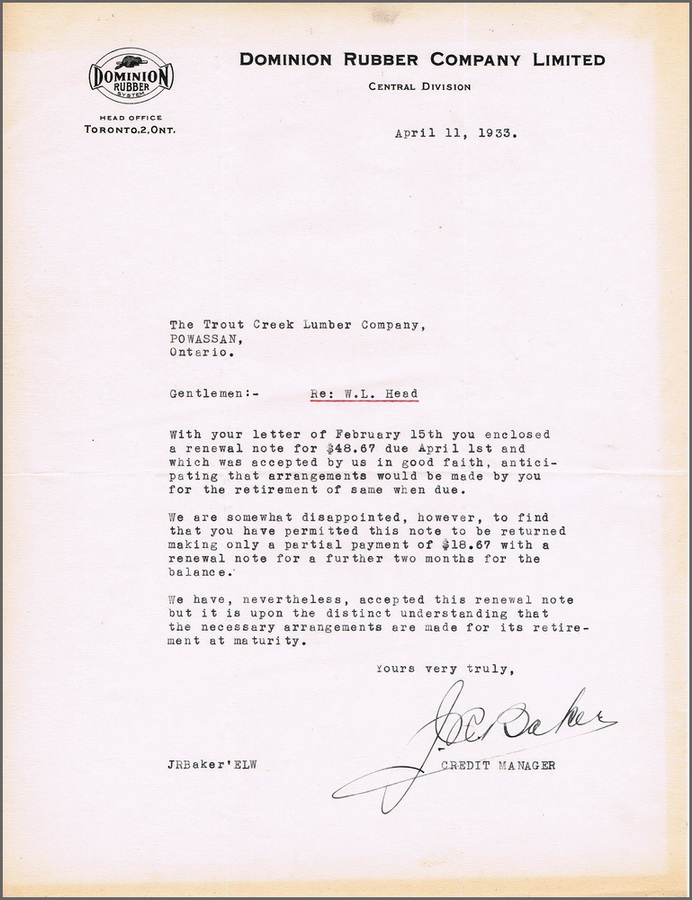 DOMINION RUBBER COMPANY LIMITED
CENTRAL DIVISION
DOMINION
RUBBER
SYSTEM
HEAD OFFICE
TORONTO.2,ONT.
April 11, 1933.
The Trout Creek Lumber Company,
POWASSAN,
Ontario.
Gentlemen:- Re: W.L. Head
With your letter of February 15th you enclosed
a renewal note for $48.67 due April 1st and
which was accepted by us in good faith, antici-
pating that arrangements would be made by you
for the retirement of same when due.
We are somewhat disappointed, however, to find
that you have permitted this note to be returned
making only a partial payment of $18.67 with a
renewal note for a further two months for the
balance.
We have, nevertheless, accepted this renewal note
but it is upon the distinct understanding that
the necessary arrangements are made for its retire-
ment at maturity.
Yours very truly,
Baker
JRBaker'ELW CREDIT MANAGER